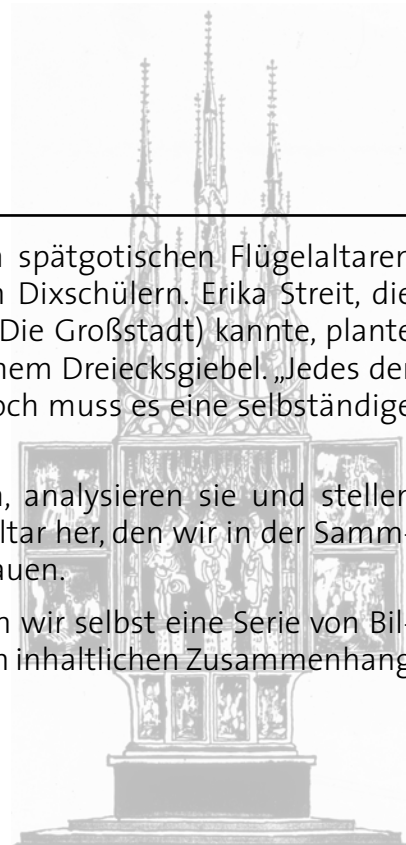 spätgotischen Flügelaltaren
Dixschülern. Erika Streit, die
Die Großstadt) kannte, plante
nem Dreiecksgiebel. „Jedes der
och muss es eine selbständige
, analysieren sie und stellen
ltar her, den wir in der Samm-
auen.
n wir selbst eine Serie von Bil-
n inhaltlichen Zusammenhang